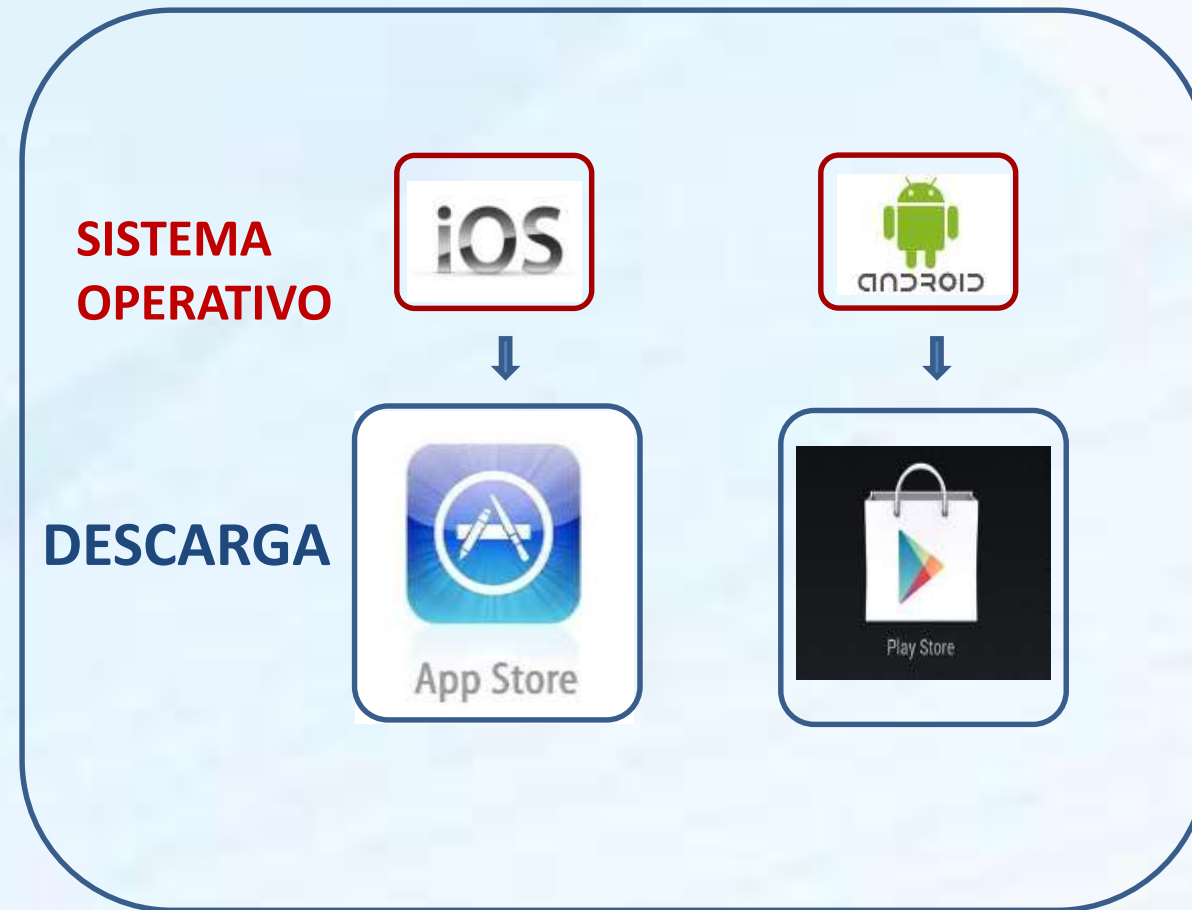 SISTEMA
OPERATIVO
iOS
ANDROID
DESCARGA
App Store
Play Store